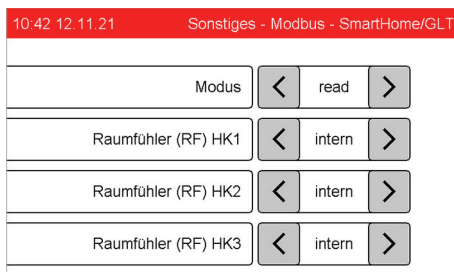 10:42 12.11.21 Sonstiges - Modbus - SmartHome/GLT
Modus < read >
Raumfühler (RF) HK1 < intern >
Raumfühler (RF) HK2 < intern >
Raumfühler (RF) HK3 < intern >